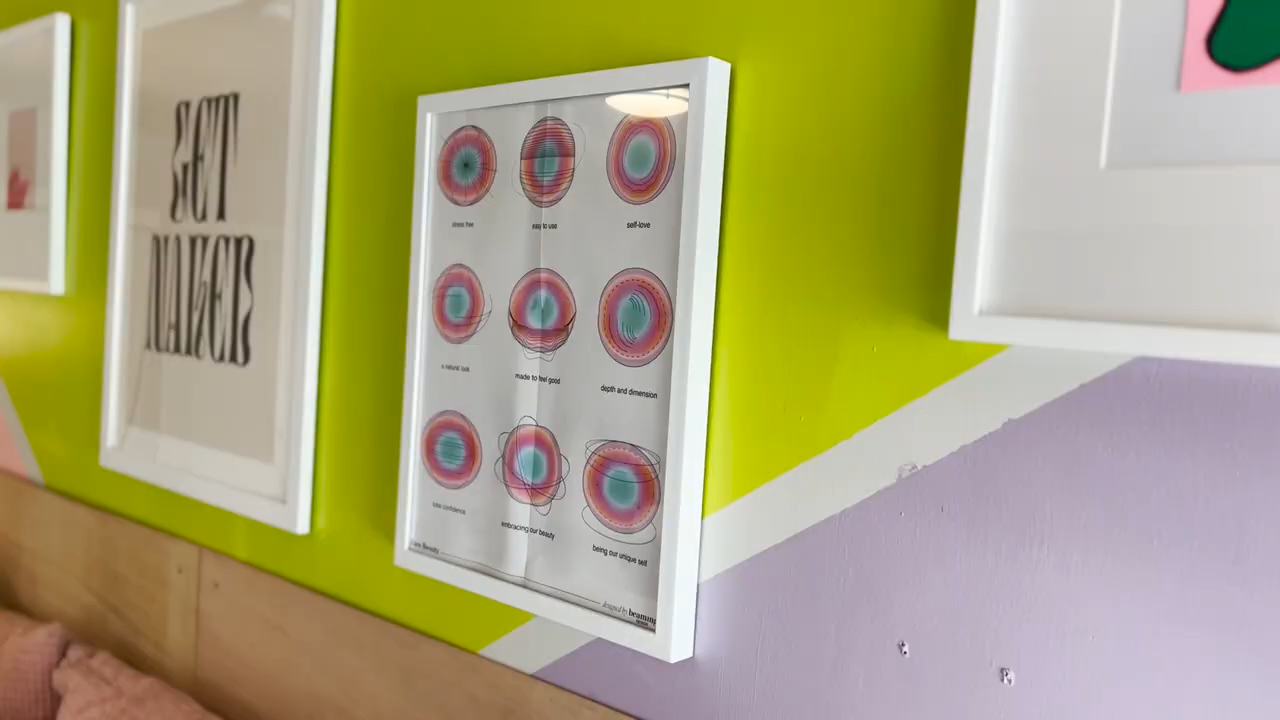 GET
NAKED
stress free
easy to use
self-love
a natural look
made to feel good
depth and dimension
confidence
embracing our beauty
being our unique self
Beauty
designed by beaming